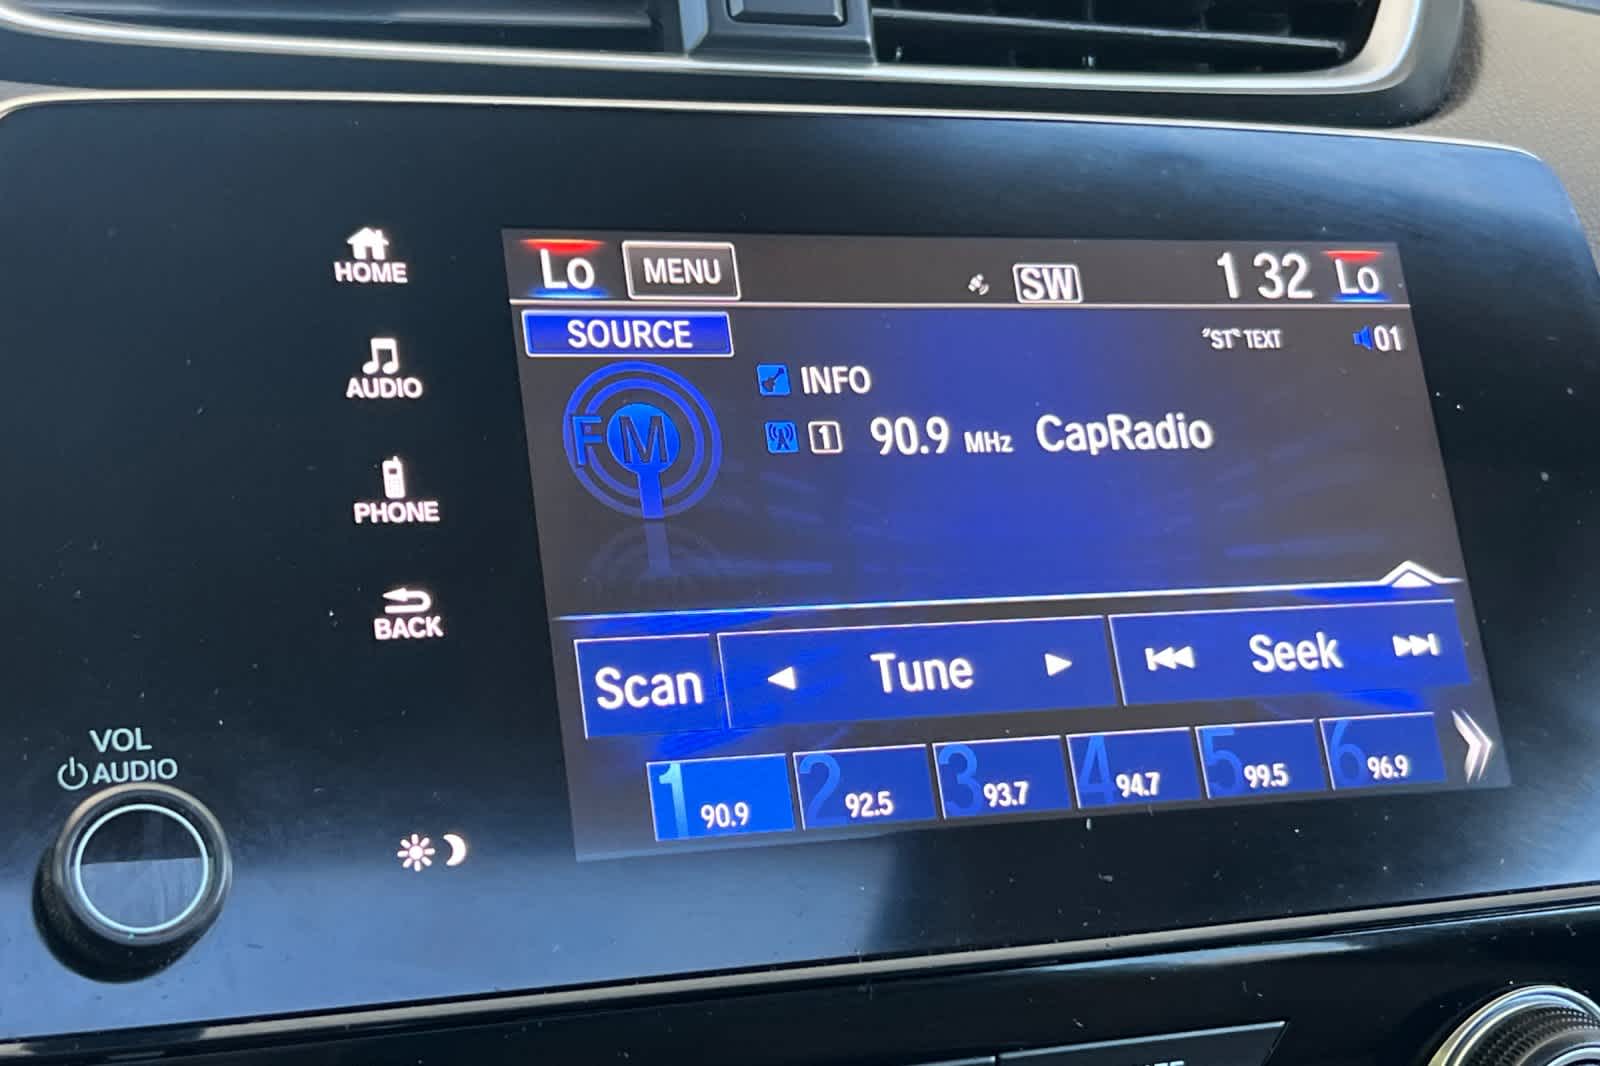 Lo MENU SW 1 32 Lo
SOURCE "ST" TEXT 01
INFO
FM
1 90.9 MHz CapRadio
Scan Tune Seek
1 90.9 2 92.5 3 93.7 4 94.7 5 99.5 6 96.9
HOME
AUDIO
PHONE
BACK
VOL
AUDIO